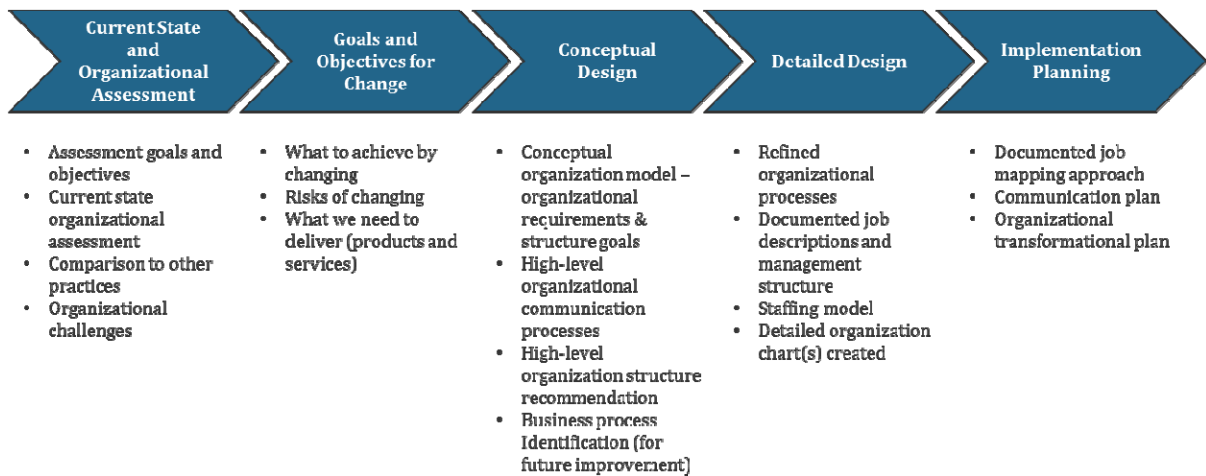 Current State
and
Organizational
Assessment
Goals and
Objectives for
Change
Conceptual
Design
Detailed Design
Implementation
Planning
• Assessment goals and
objectives
• Current state
organizational
assessment
• Comparison to other
practices
• Organizational
challenges
• What to achieve by
changing
• Risks of changing
• What we need to
deliver (products and
services)
• Conceptual
organization model –
organizational
requirements &
structure goals
• High-level
organizational
communication
processes
• High-level
organization structure
recommendation
• Business process
Identification (for
future improvement)
• Refined
organizational
processes
• Documented job
descriptions and
management
structure
• Staffing model
• Detailed organization
chart(s) created
• Documented job
mapping approach
• Communication plan
• Organizational
transformational plan